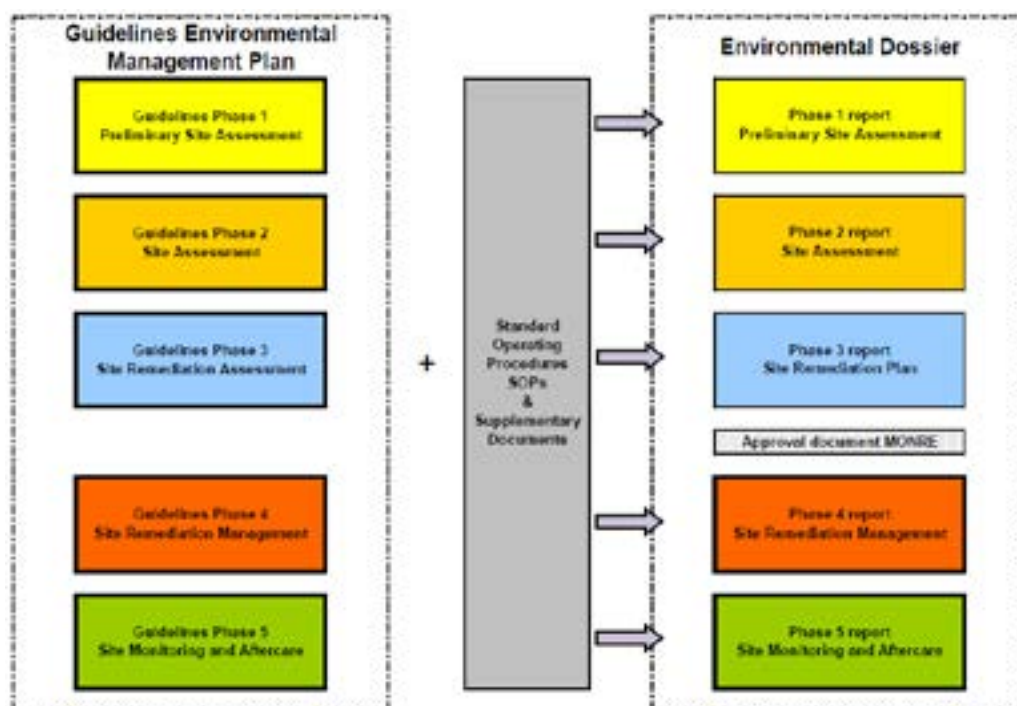 Guidelines Environmental
Management Plan
Guidelines Phase 1
Preliminary Site Assessment
Guidelines Phase 2
Site Assessment
Guidelines Phase 3
Site Remediation Assessment
Guidelines Phase 4
Site Remediation Management
Guidelines Phase 5
Site Monitoring and Aftercare
+
Standard
Operating
Procedures
SOPs
&
Supplementary
Documents
Environmental Dossier
Phase 1 report
Preliminary Site Assessment
Phase 2 report
Site Assessment
Phase 3 report
Site Remediation Plan
Approval document MONRE
Phase 4 report
Site Remediation Management
Phase 5 report
Site Monitoring and Aftercare